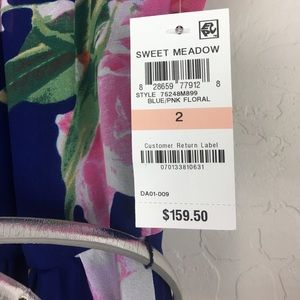 SWEET MEADOW
8 28659 77912 8
STYLE 75248M899
BLUE/PNK FLORAL
2
Customer Return Label
070133810631
DA01-009
$159.50